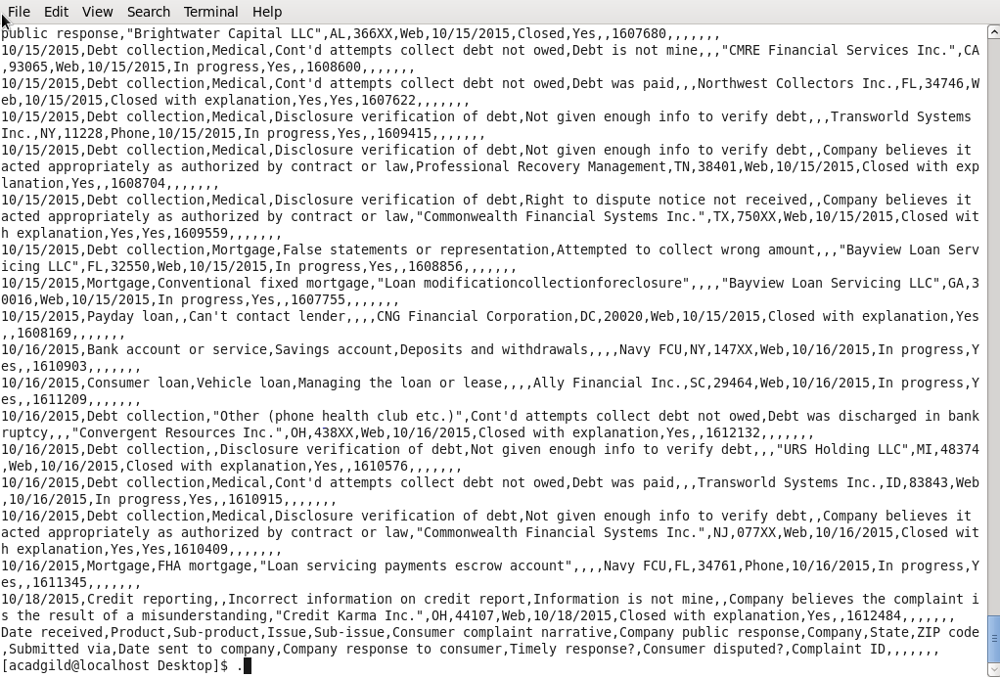 File Edit View Search Terminal Help
public response,"Brightwater Capital LLC",AL,366XX,Web,10/15/2015,Closed,Yes,,1607680,,,,,,,
10/15/2015,Debt collection,Medical,Cont'd attempts collect debt not owed,Debt is not mine,,,"CMRE Financial Services Inc.",CA
,93065,Web,10/15/2015,In progress,Yes,,1608600,,,,,,,
10/15/2015,Debt collection,Medical,Cont'd attempts collect debt not owed,Debt was paid,,,Northwest Collectors Inc.,FL,34746,W
eb,10/15/2015,Closed with explanation,Yes,Yes,1607622,,,,,,,
10/15/2015,Debt collection,Medical,Disclosure verification of debt,Not given enough info to verify debt,,,Transworld Systems
Inc.,NY,11228,Phone,10/15/2015,In progress,Yes,,1609415,,,,,,,
10/15/2015,Debt collection,Medical,Disclosure verification of debt,Not given enough info to verify debt,,Company believes it
acted appropriately as authorized by contract or law,Professional Recovery Management,TN,38401,Web,10/15/2015,Closed with exp
lanation,Yes,,1608704,,,,,,,
10/15/2015,Debt collection,Medical,Disclosure verification of debt,Right to dispute notice not received,,Company believes it
acted appropriately as authorized by contract or law,"Commonwealth Financial Systems Inc.",TX,750XX,Web,10/15/2015,Closed wit
h explanation,Yes,Yes,1609559,,,,,,,
10/15/2015,Debt collection,Mortgage,False statements or representation,Attempted to collect wrong amount,,,"Bayview Loan Serv
icing LLC",FL,32550,Web,10/15/2015,In progress,Yes,,1608856,,,,,,,
10/15/2015,Mortgage,Conventional fixed mortgage,"Loan modificationcollectionforeclosure",,,,"Bayview Loan Servicing LLC",GA,3
0016,Web,10/15/2015,In progress,Yes,,1607755,,,,,,,
10/15/2015,Payday loan,,Can't contact lender,,,,CNG Financial Corporation,DC,20020,Web,10/15/2015,Closed with explanation,Yes
,,1608169,,,,,,,
10/16/2015,Bank account or service,Savings account,Deposits and withdrawals,,,,Navy FCU,NY,147XX,Web,10/16/2015,In progress,Y
es,,1610903,,,,,,,
10/16/2015,Consumer loan,Vehicle loan,Managing the loan or lease,,,,Ally Financial Inc.,SC,29464,Web,10/16/2015,In progress,Y
es,,1611209,,,,,,,
10/16/2015,Debt collection,"Other (phone health club etc.)",Cont'd attempts collect debt not owed,Debt was discharged in bank
ruptcy,,,"Convergent Resources Inc.",OH,438XX,Web,10/16/2015,Closed with explanation,Yes,,1612132,,,,,,,
10/16/2015,Debt collection,,Disclosure verification of debt,Not given enough info to verify debt,,,"URS Holding LLC",MI,48374
,Web,10/16/2015,Closed with explanation,Yes,,1610576,,,,,,,
10/16/2015,Debt collection,Medical,Cont'd attempts collect debt not owed,Debt was paid,,,Transworld Systems Inc.,ID,83843,Web
,10/16/2015,In progress,Yes,,1610915,,,,,,,
10/16/2015,Debt collection,Medical,Disclosure verification of debt,Not given enough info to verify debt,,Company believes it
acted appropriately as authorized by contract or law,"Commonwealth Financial Systems Inc.",NJ,077XX,Web,10/16/2015,Closed wit
h explanation,Yes,Yes,1610409,,,,,,,
10/16/2015,Mortgage,FHA mortgage,"Loan servicing payments escrow account",,,,Navy FCU,FL,34761,Phone,10/16/2015,In progress,Y
es,,1611345,,,,,,,
10/18/2015,Credit reporting,,Incorrect information on credit report,Information is not mine,,Company believes the complaint i
s the result of a misunderstanding,"Credit Karma Inc.",OH,44107,Web,10/18/2015,Closed with explanation,Yes,,1612484,,,,,,,
Date received,Product,Sub-product,Issue,Sub-issue,Consumer complaint narrative,Company public response,Company,State,ZIP code
,Submitted via,Date sent to company,Company response to consumer,Timely response?,Consumer disputed?,Complaint ID,,,,,,,
[acadgild@localhost Desktop]$ .